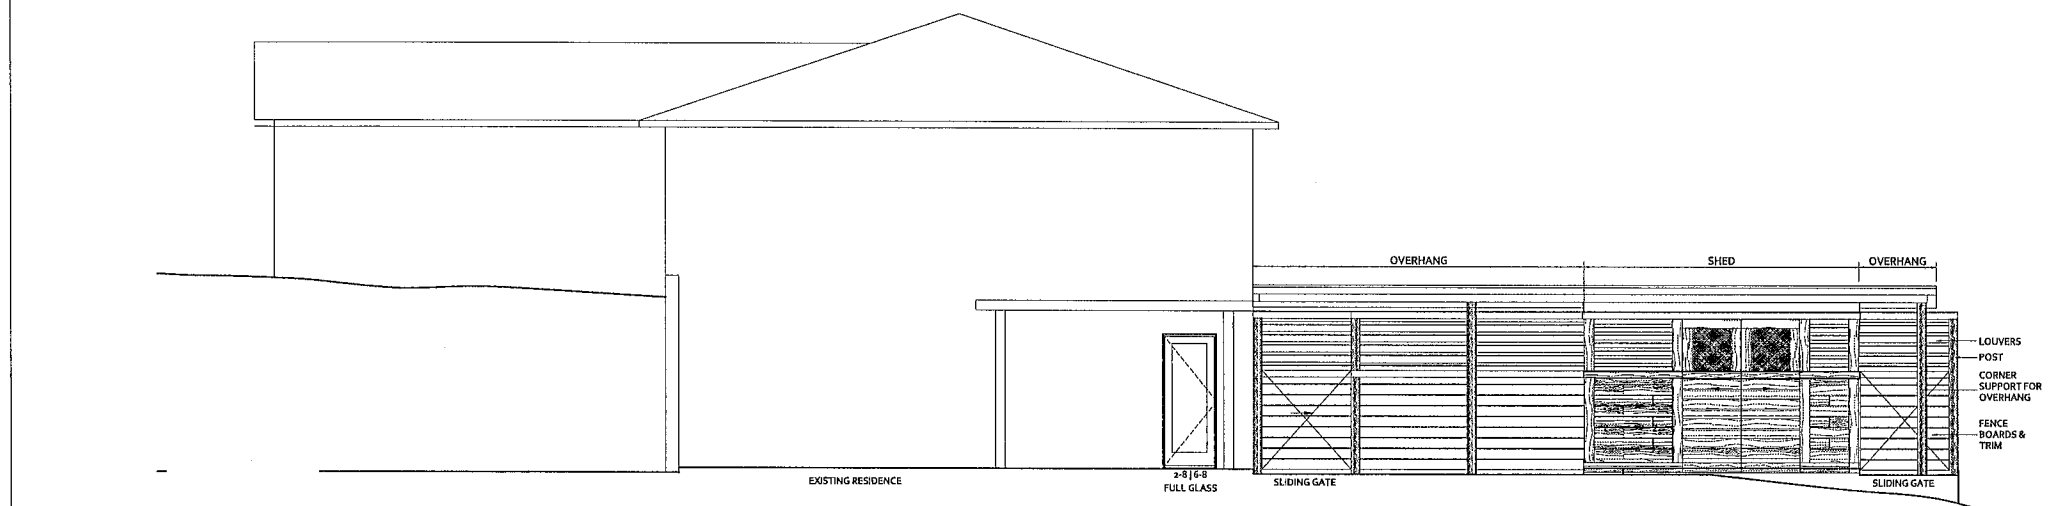 OVERHANG
SHED
OVERHANG
LOUVERS
POST
CORNER
SUPPORT FOR
OVERHANG
FENCE
BOARDS &
TRIM
EXISTING RESIDENCE
2-8|6-8
FULL GLASS
SLIDING GATE
SLIDING GATE